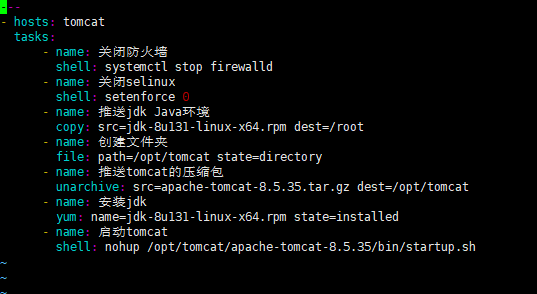 ---
- hosts: tomcat
  tasks:
      - name: 关闭防火墙
        shell: systemctl stop firewalld
      - name: 关闭selinux
        shell: setenforce 0
      - name: 推送jdk Java环境
        copy: src=jdk-8u131-linux-x64.rpm dest=/root
      - name: 创建文件夹
        file: path=/opt/tomcat state=directory
      - name: 推送tomcat的压缩包
        unarchive: src=apache-tomcat-8.5.35.tar.gz dest=/opt/tomcat
      - name: 安装jdk
        yum: name=jdk-8u131-linux-x64.rpm state=installed
      - name: 启动tomcat
        shell: nohup /opt/tomcat/apache-tomcat-8.5.35/bin/startup.sh
~
~
~